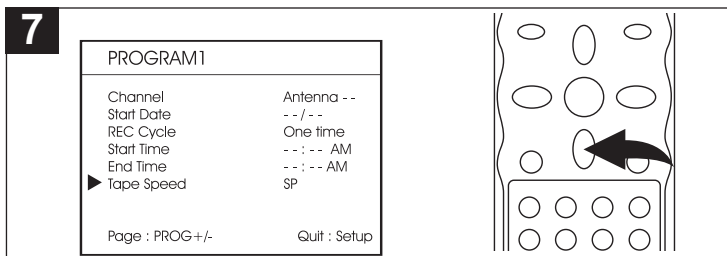 7
PROGRAM1
Channel Antenna - -
Start Date - - / - -
REC Cycle One time
Start Time - - : - - AM
End Time - - : - - AM
Tape Speed SP
Page : PROG+/- Quit : Setup